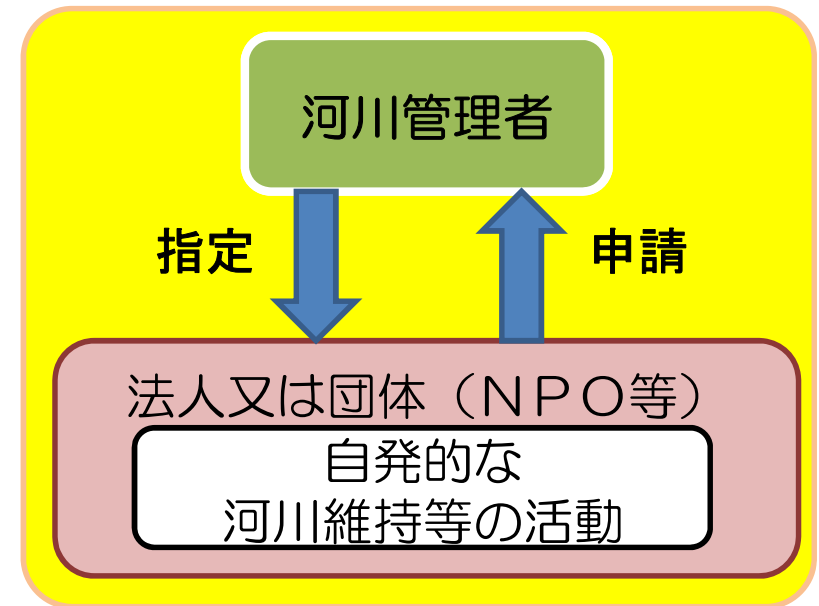 河川管理者
指定
申請
法人又は団体（ＮＰＯ等）
自発的な
河川維持等の活動